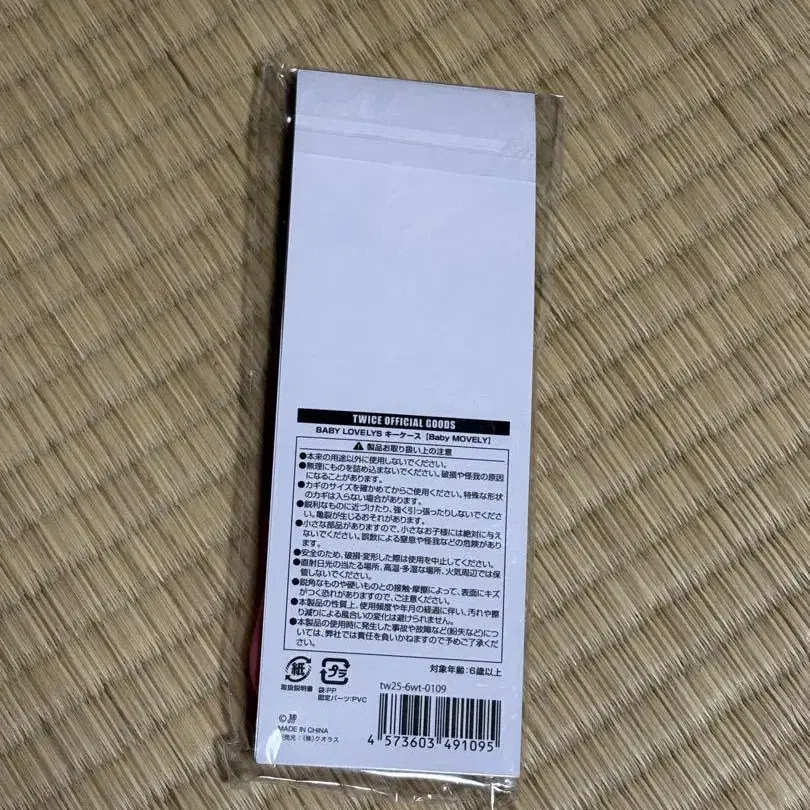 TWICE OFFICIAL GOODS
BABY LOVELYS キーケース [Baby MOVELY]
製品お取り扱い上の注意
●本来の用途以外に使用しないでください。
●無理にものを詰め込まないでください。破損や怪我の原因
になることがあります。
●カギのサイズを確かめてからご使用ください。特殊な形状
のカギは入らない場合があります。
●鋭利なものに近づけたり、強く引っ張ったりしないでくださ
い。亀裂が生じるおそれがあります。
●小さな部品がありますので、小さなお子様には絶対に与え
ないでください。誤飲による窒息や怪我などの危険があり
ます。
●安全のため、破損・変形した際は使用を中止してください。
●直射日光の当たる場所、高温・多湿な場所、火気周辺では保
管しないでください。
●鋭角なものや硬いものとの接触・摩擦によって、表面にキズ
がつく恐れがありますので、ご注意ください。
●本製品の性質上、使用頻度や年月の経過に伴い、汚れや擦
り減りによる風合いの変化は避けられません。
●本製品の使用時に発生した事故や故障など(紛失など)につ
いては、弊社では責任を負いかねますので予めご了承くだ
さい。
対象年齢:6歳以上
紙
プラ
取扱説明書
袋:PP
固定パーツ:PVC
tw25-6wt-0109
©
MADE IN CHINA
売元:(株)クオラス
4 573603 491095